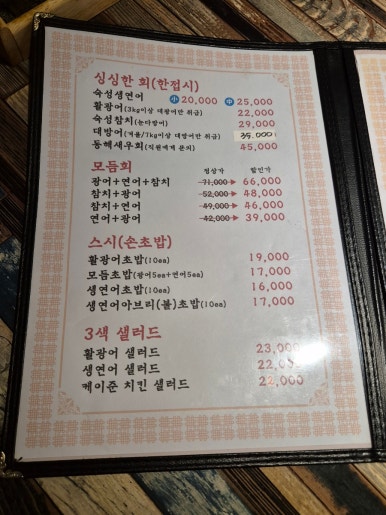 싱싱한 회(한접시)
숙성생연어 小 20,000 中 25,000
활광어(3kg이상 대광어만 취급) 22,000
숙성참치(눈다랑어) 29,000
대방어(겨울/7kg이상 대방어만 취급) 35,000
동해새우회(직원에게 문의) 45,000
모듬회 정상가 할인가
광어+연어+참치 71,000 66,000
참치+광어 52,000 48,000
참치+연어 49,000 46,000
연어+광어 42,000 39,000
스시(손초밥)
활광어초밥(10ea) 19,000
모듬초밥(광어5ea+연어5ea) 17,000
생연어초밥(10ea) 16,000
생연어아브리(불)초밥(10ea) 17,000
3색 샐러드
활광어 샐러드 23,000
생연어 샐러드 22,000
케이준 치킨 샐러드 22,000